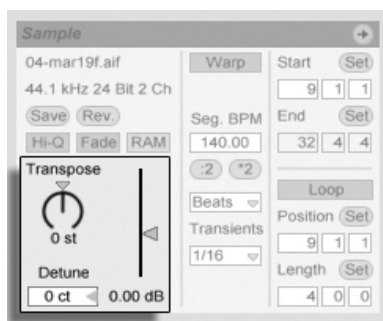 Sample
04-mar19f.aif
44.1 kHz 24 Bit 2 Ch
Save Rev.
Hi-Q Fade RAM
Transpose
0 st
Detune
0 ct 0.00 dB
Warp
Seg. BPM
140.00
:2 *2
Beats
Transients
1/16
Start Set
9 1 1
End Set
32 4 4
Loop
Position Set
9 1 1
Length Set
4 0 0